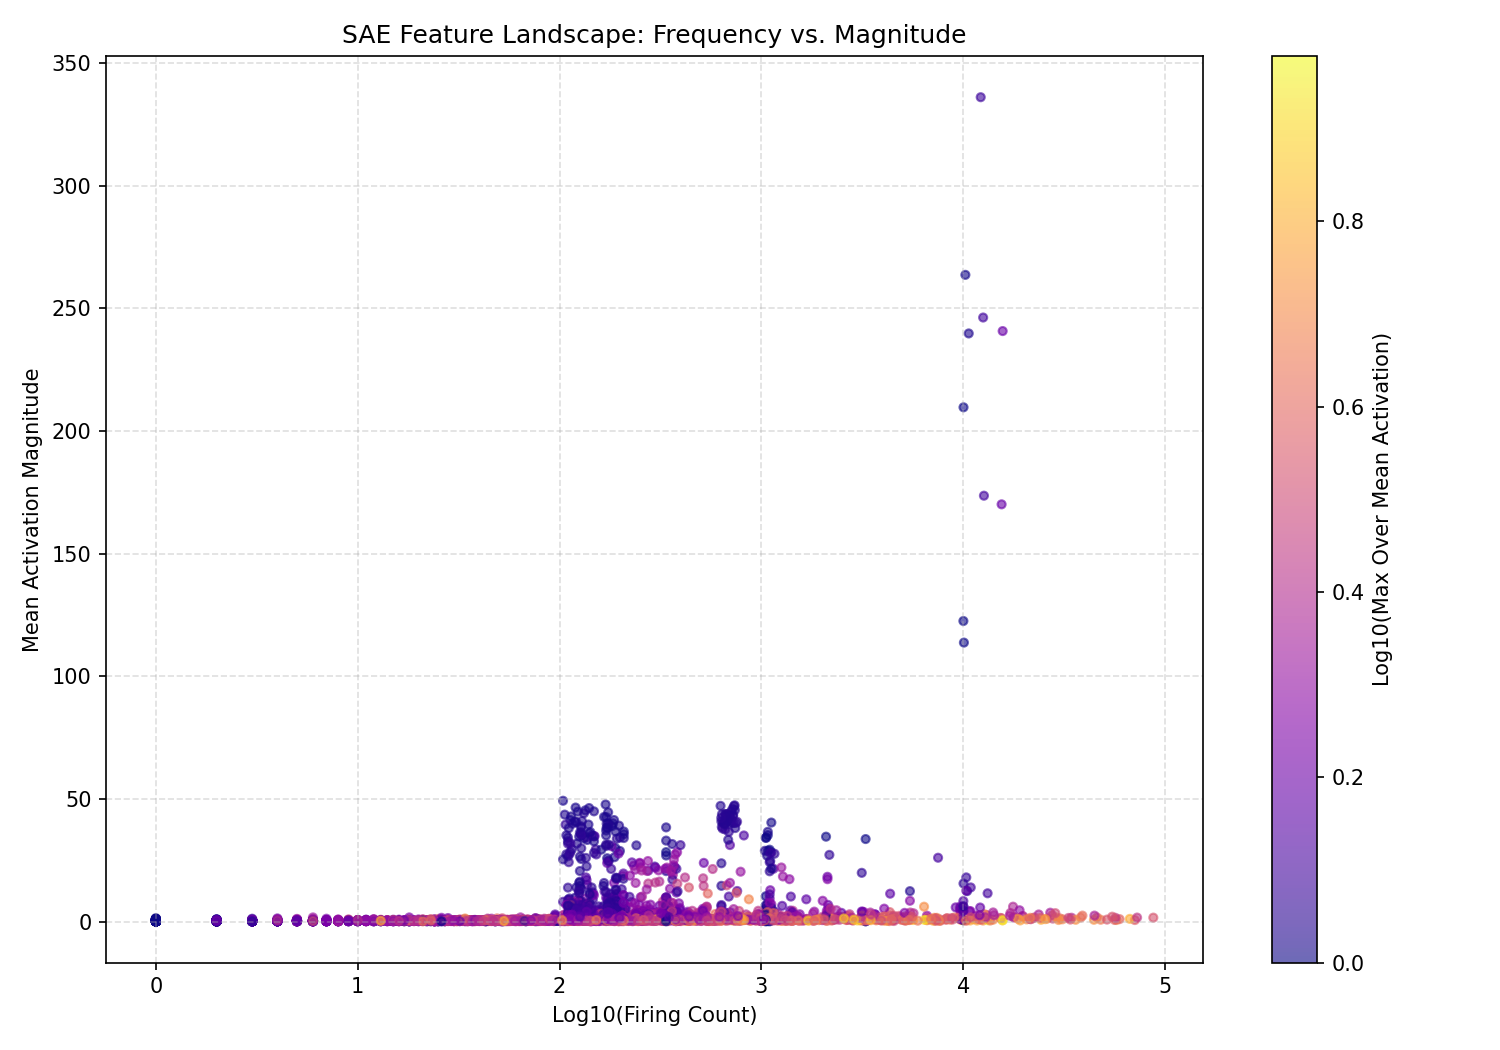 SAE Feature Landscape: Frequency vs. Magnitude
350
300
250
200
150
100
50
0
Mean Activation Magnitude
0 1 2 3 4 5
Log10(Firing Count)
0.8
0.6
0.4
0.2
0.0
Log10(Max Over Mean Activation)